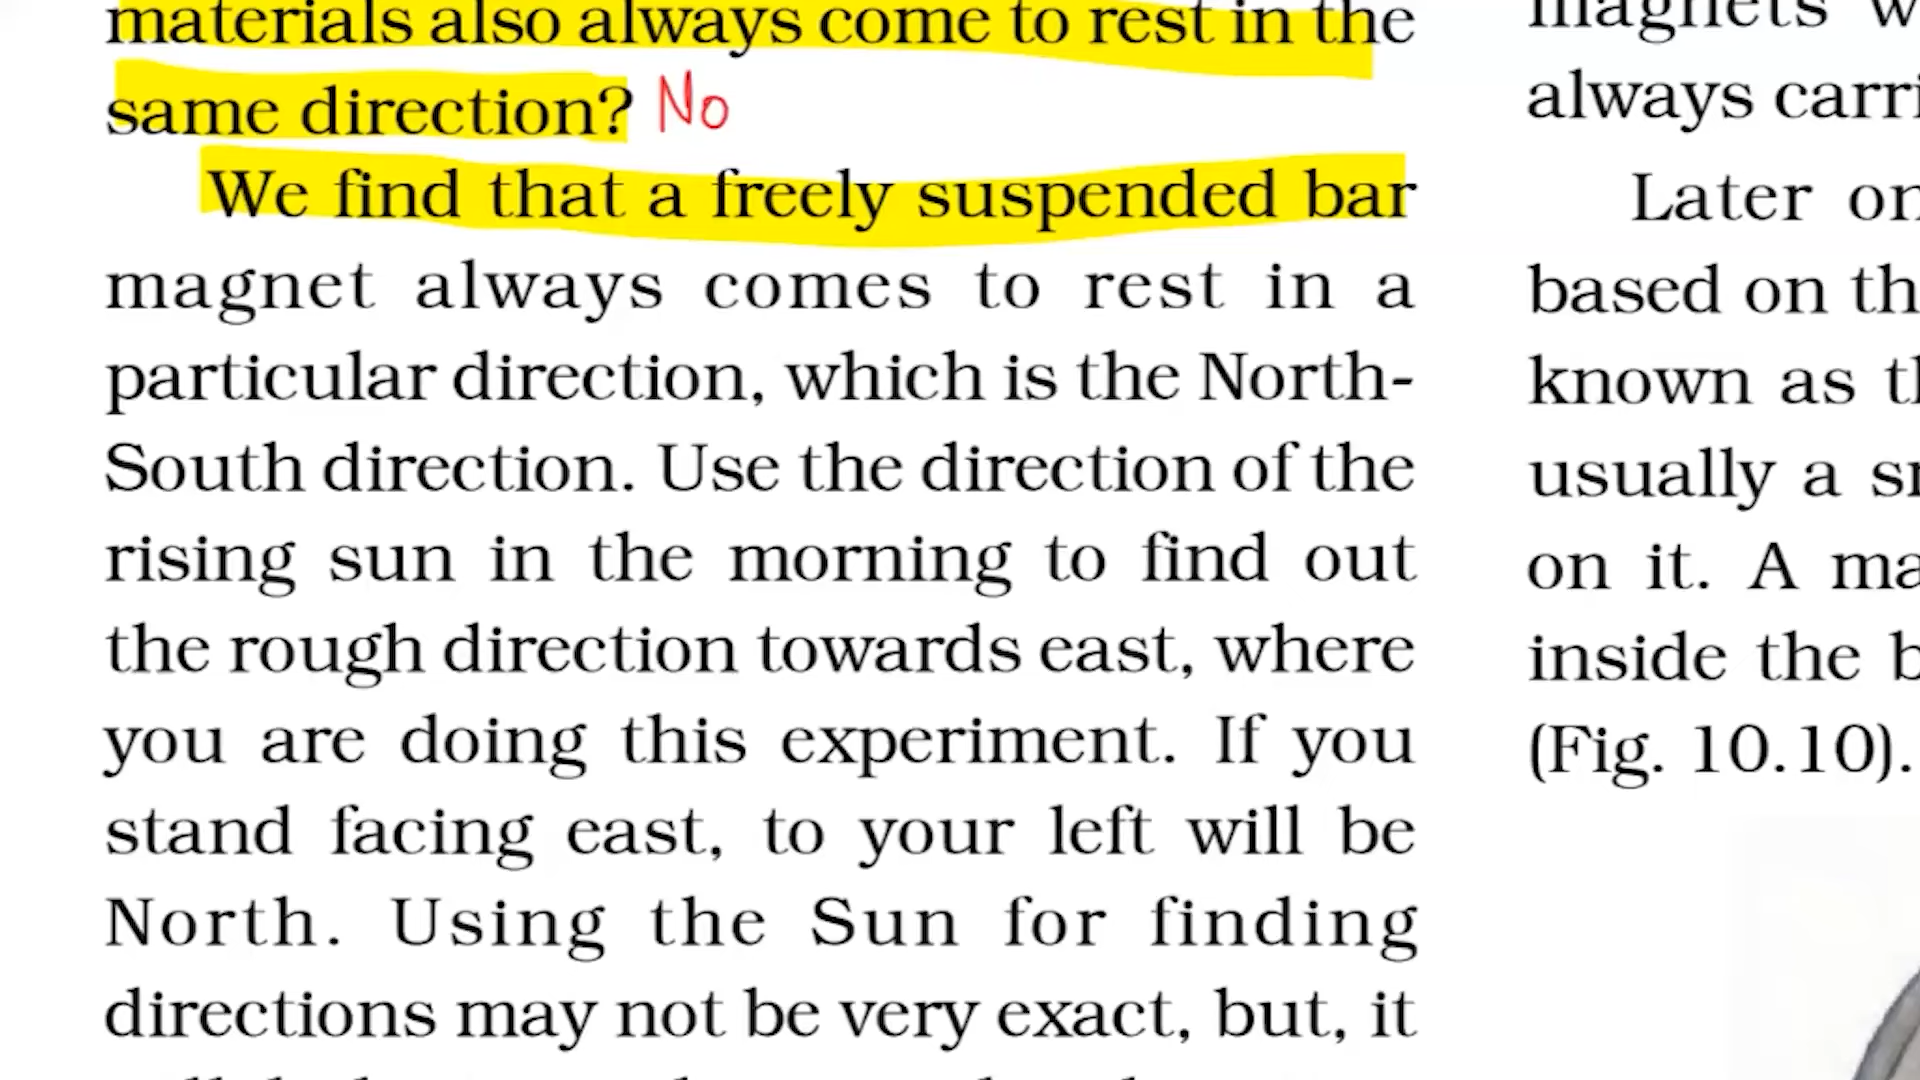 materials also always come to rest in the
same direction? No
We find that a freely suspended bar
magnet always comes to rest in a
particular direction, which is the North-
South direction. Use the direction of the
rising sun in the morning to find out
the rough direction towards east, where
you are doing this experiment. If you
stand facing east, to your left will be
North. Using the Sun for finding
directions may not be very exact, but, it
magnets
always
Later
based on
known as
usually a
on it. A
inside the
(Fig. 10.10).